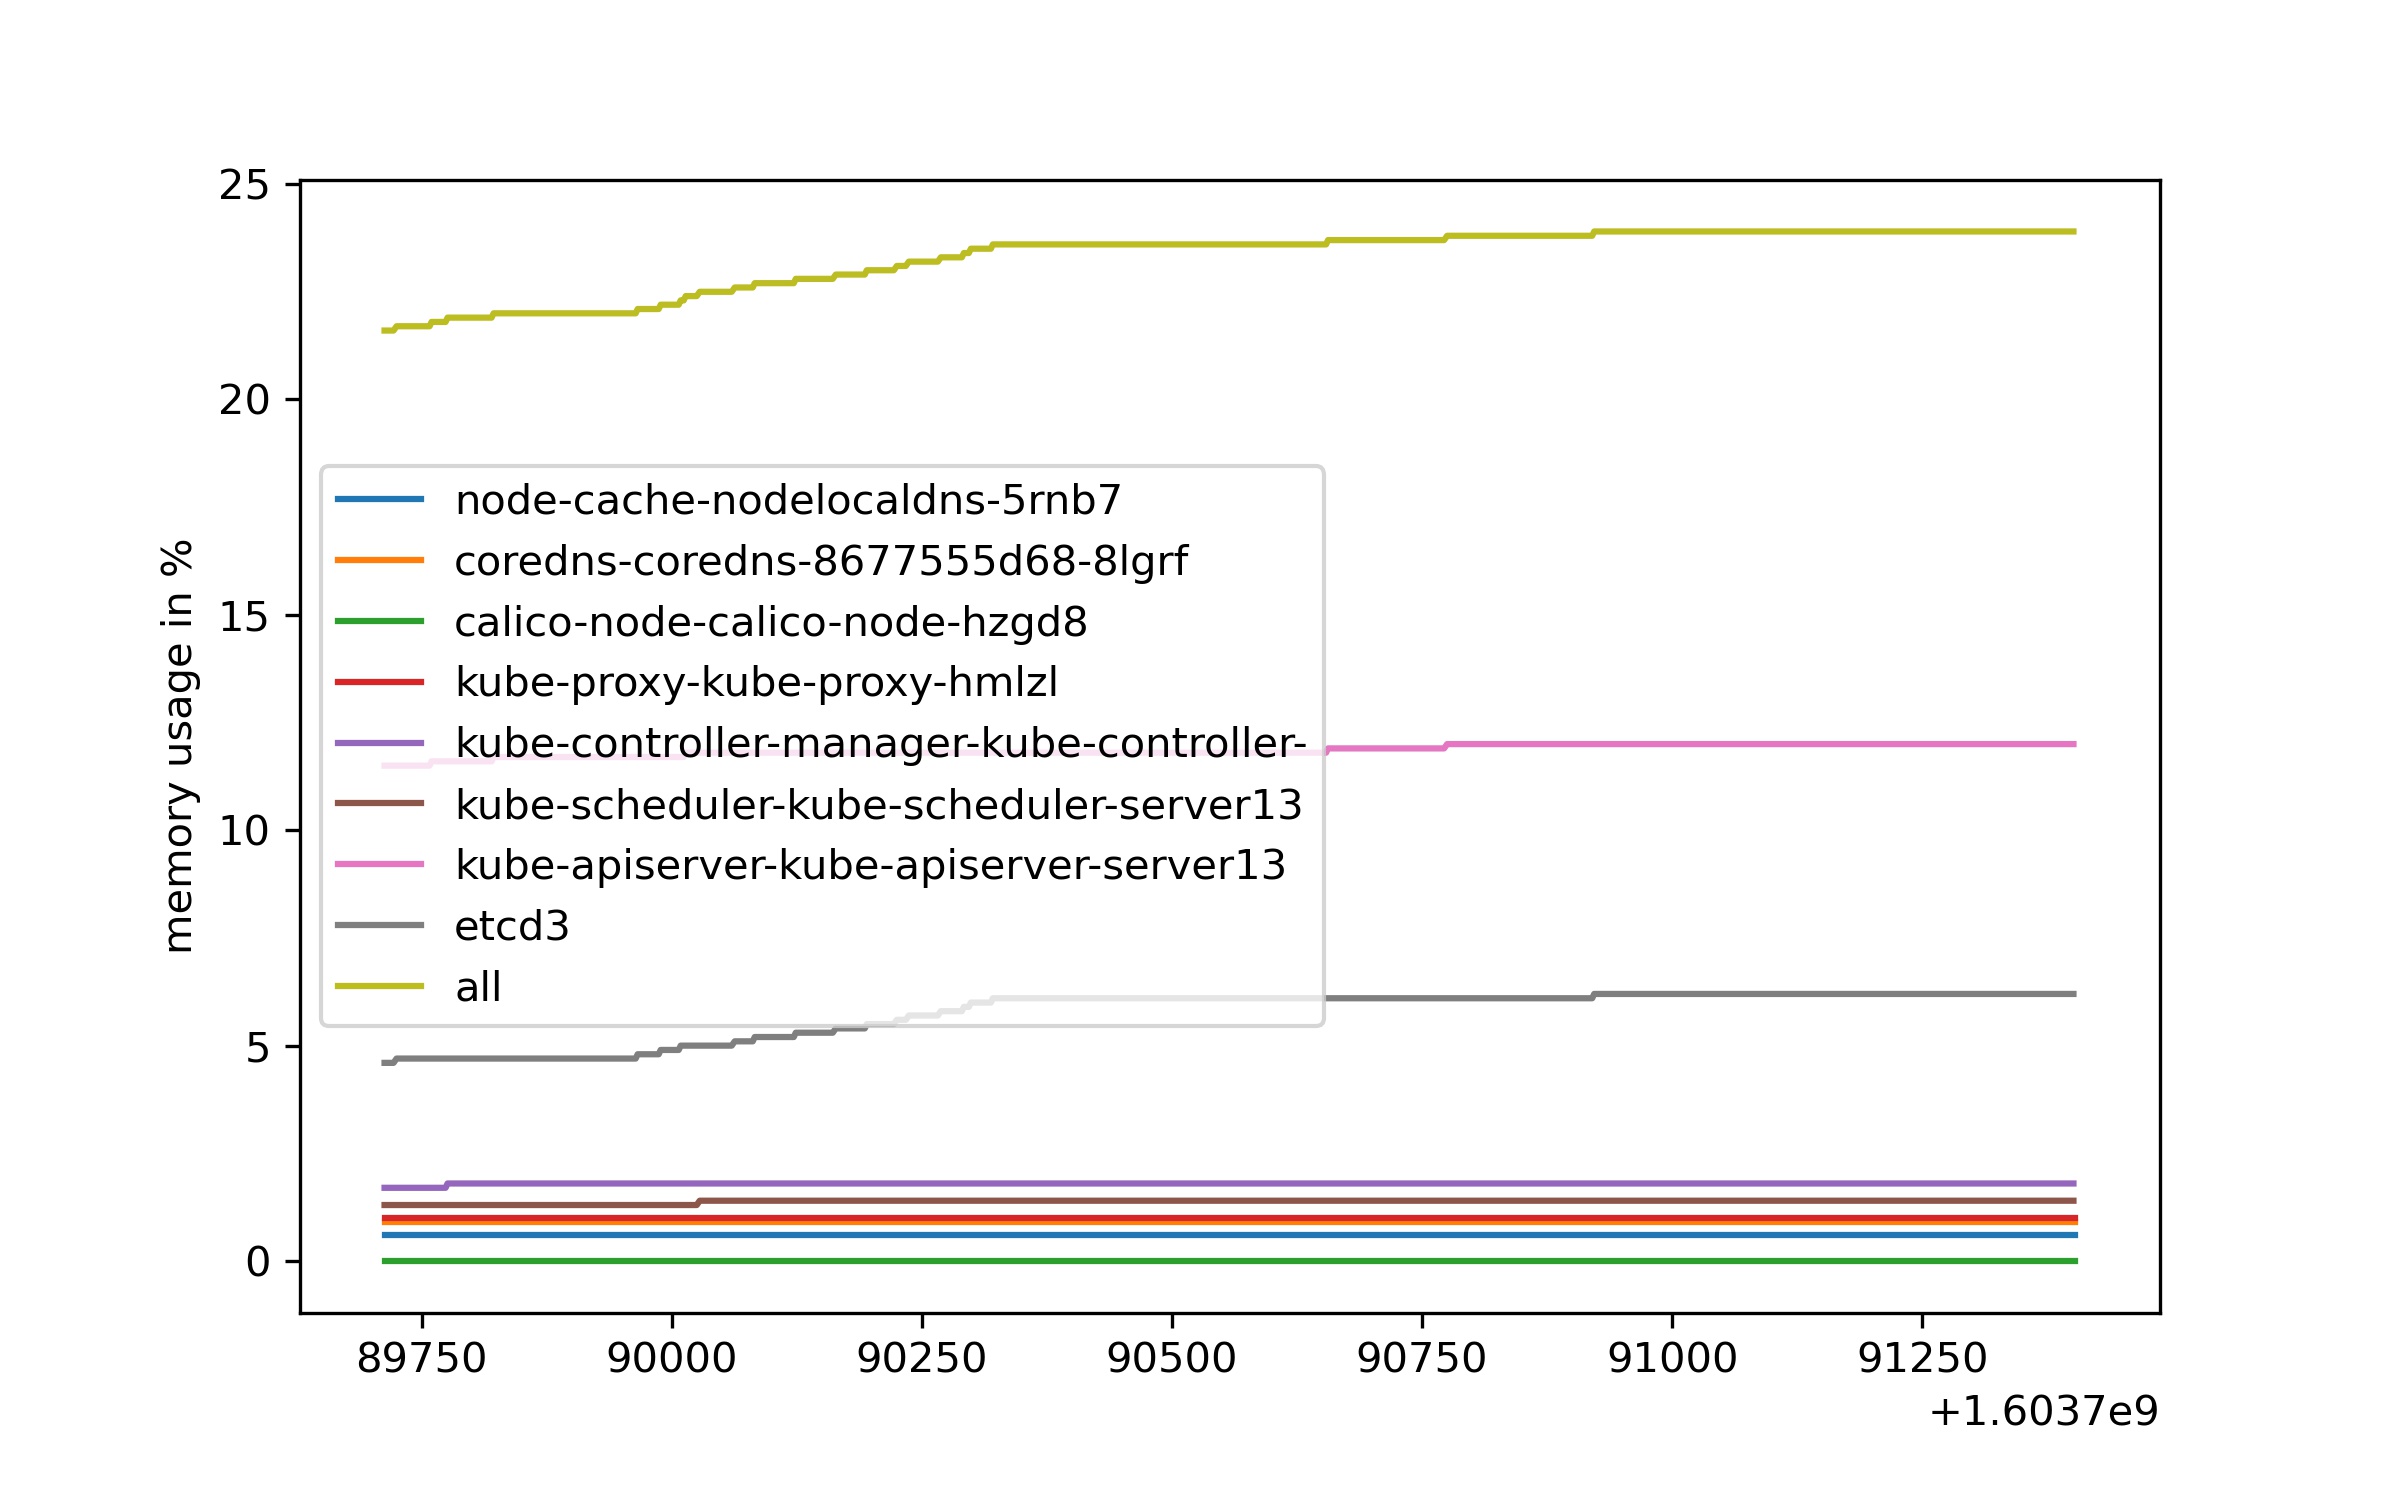 25
20
15
10
5
0
memory usage in %
node-cache-nodelocaldns-5rnb7
coredns-coredns-8677555d68-8lgrf
calico-node-calico-node-hzgd8
kube-proxy-kube-proxy-hmlzl
kube-controller-manager-kube-controller-
kube-scheduler-kube-scheduler-server13
kube-apiserver-kube-apiserver-server13
etcd3
all
89750 90000 90250 90500 90750 91000 91250
+1.6037e9